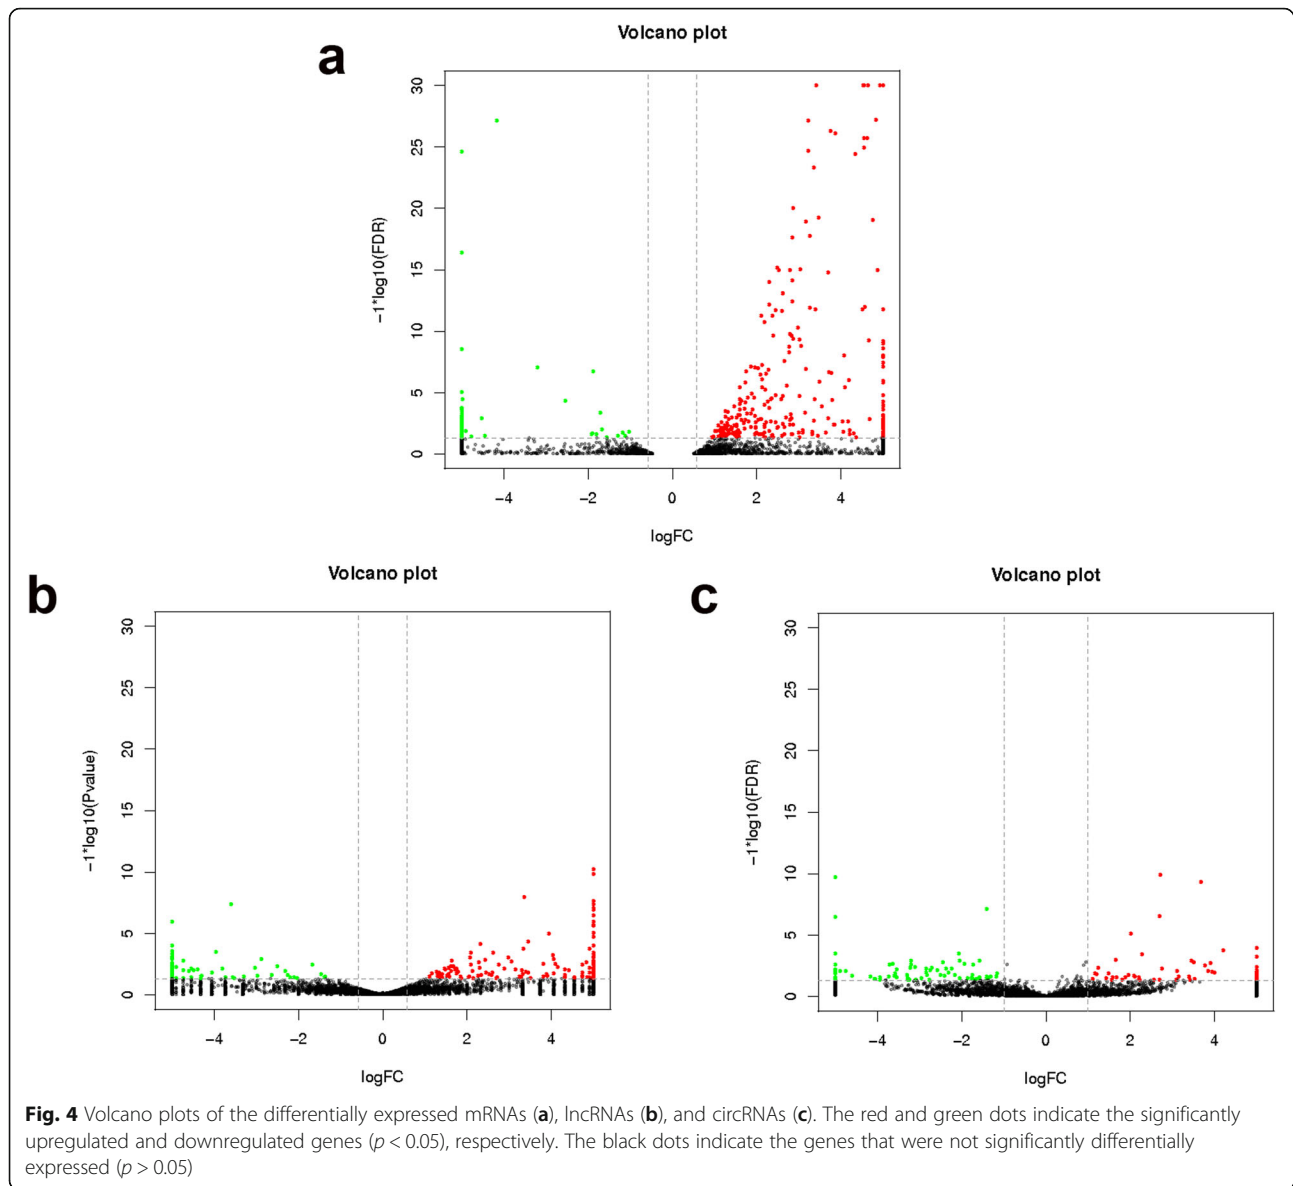 Volcano plot
a
30
25
20
15
10
5
0
-1*log10(FDR)
-4 -2 0 2 4
logFC
Volcano plot
b
30
25
20
15
10
5
0
-1*log10(Pvalue)
-4 -2 0 2 4
logFC
Volcano plot
c
30
25
20
15
10
5
0
-1*log10(FDR)
-4 -2 0 2 4
logFC
Fig. 4 Volcano plots of the differentially expressed mRNAs (a), lncRNAs (b), and circRNAs (c). The red and green dots indicate the significantly
upregulated and downregulated genes (p < 0.05), respectively. The black dots indicate the genes that were not significantly differentially
expressed (p > 0.05)